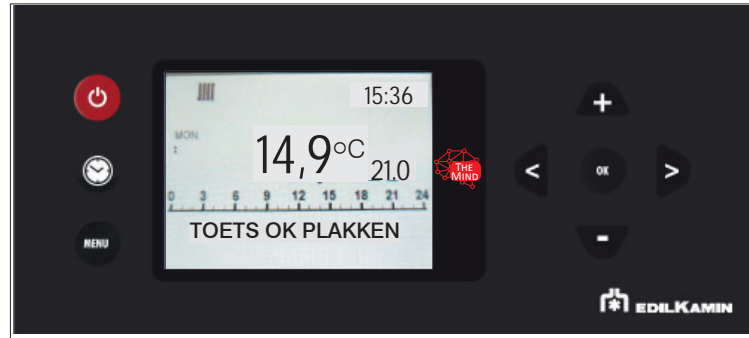 15:36
MON
:
14,9°C
21.0
THE
MIND
< OK >
+
-
0 3 6 9 12 15 18 21 24
TOETS OK PLAKKEN
MENU
EDILKAMIN